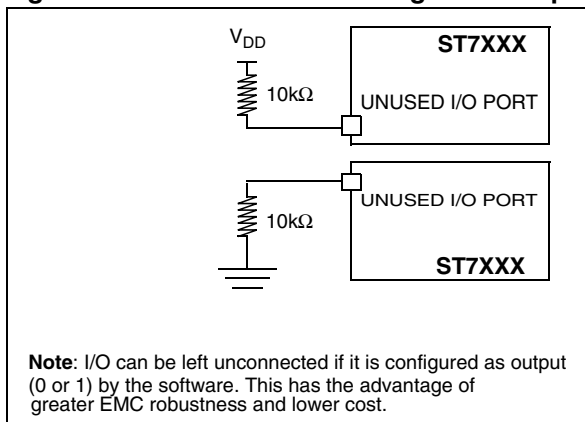 V_DD
ST7XXX
10kΩ
UNUSED I/O PORT
UNUSED I/O PORT
10kΩ
ST7XXX
Note: I/O can be left unconnected if it is configured as output
(0 or 1) by the software. This has the advantage of
greater EMC robustness and lower cost.